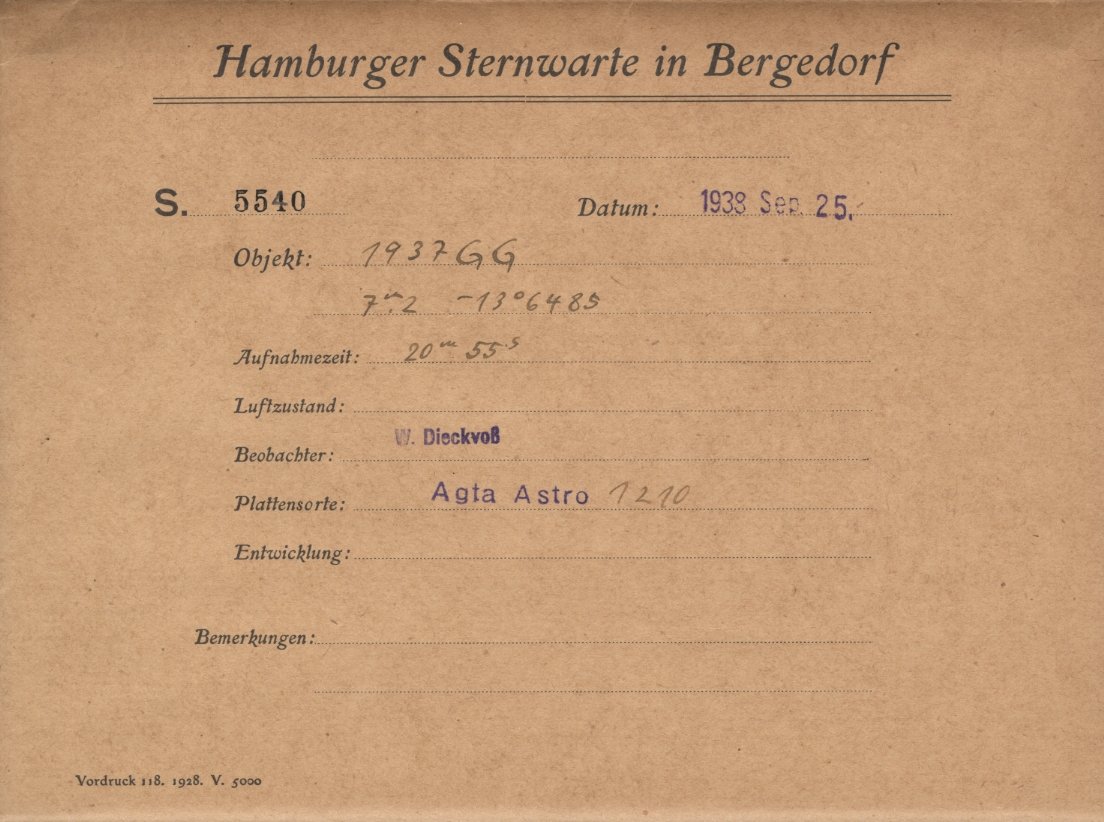 Hamburger Sternwarte in Bergedorf
S. 5540 Datum: 1938 Sep. 25.
Objekt: 1937 GG
7ᵐ.2 -13°6485
Aufnahmezeit: 20ᵐ 55ˢ
Luftzustand:
Beobachter: W. Dieckvoß
Plattensorte: Agfa Astro 1210
Entwicklung:
Bemerkungen:
Vordruck 118. 1928. V. 5000